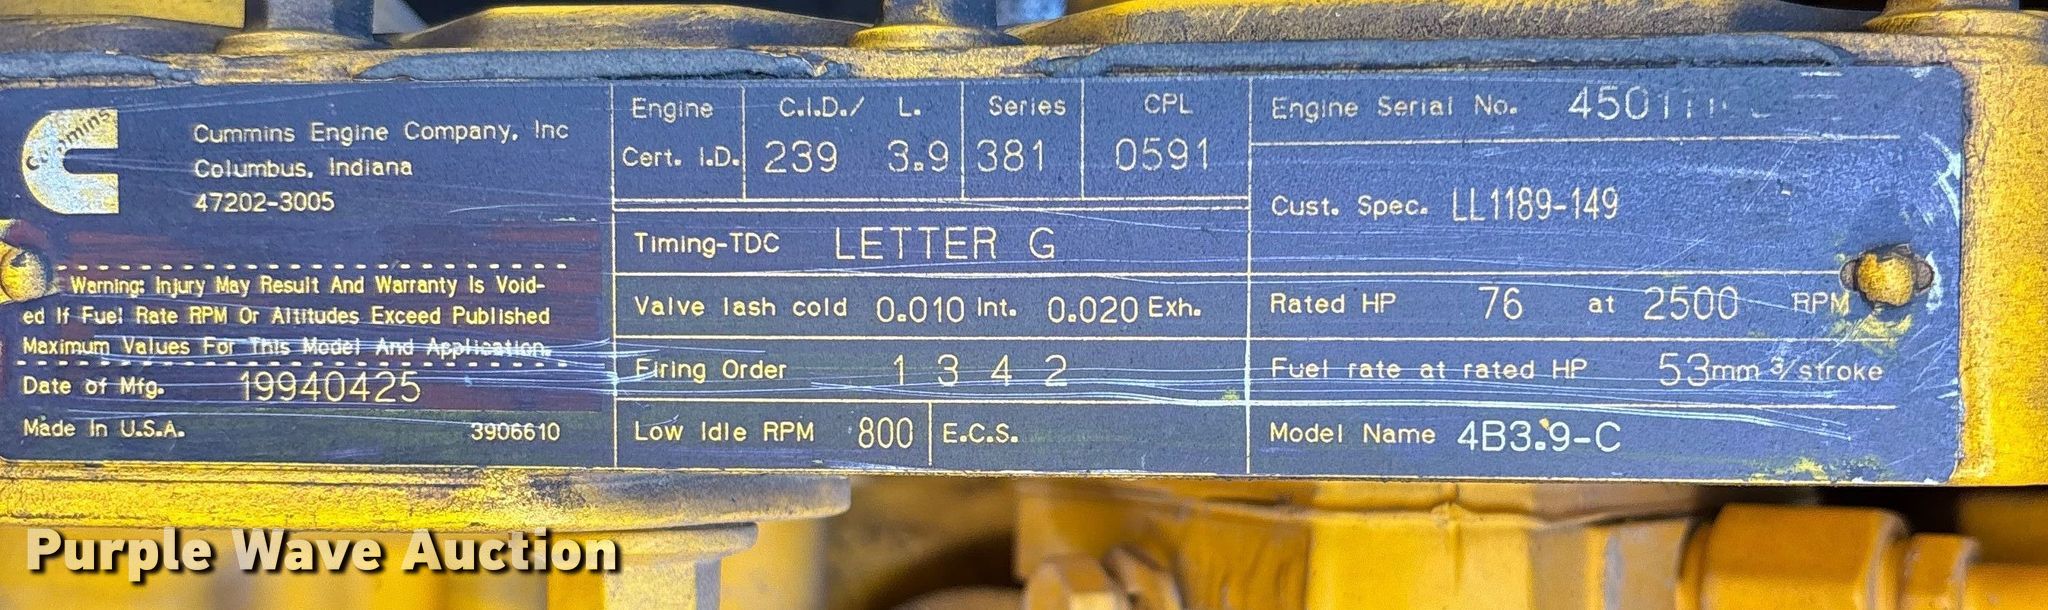 Cummins
Cummins Engine Company, Inc
Columbus, Indiana
47202-3005
Warning: Injury May Result And Warranty Is Void-
ed If Fuel Rate RPM Or Altitudes Exceed Published
Maximum Values For This Model And Application.
Date of Mfg. 19940425
Made In U.S.A. 3906610
Engine
Cert. I.D.
C.I.D./ L.
239 3.9
Series
381
CPL
0591
Timing-TDC LETTER G
Valve lash cold 0.010 Int. 0.020 Exh.
Firing Order 1 3 4 2
Low Idle RPM 800 E.C.S.
Engine Serial No.
Cust. Spec. LL1189-149
Rated HP 76 at 2500 RPM
Fuel rate at rated HP 53mm³/stroke
Model Name 4B3.9-C
Purple Wave Auction